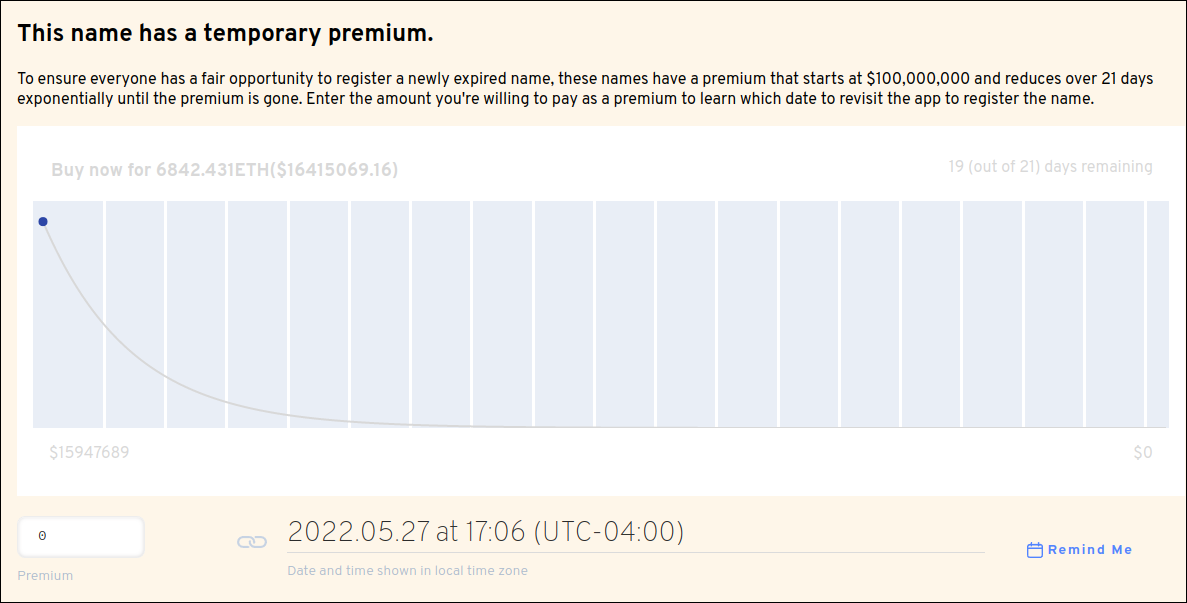 This name has a temporary premium.
To ensure everyone has a fair opportunity to register a newly expired name, these names have a premium that starts at $100,000,000 and reduces over 21 days
exponentially until the premium is gone. Enter the amount you're willing to pay as a premium to learn which date to revisit the app to register the name.
Buy now for 6842.431ETH($16415069.16)
19 (out of 21) days remaining
$15947689
$0
0
2022.05.27 at 17:06 (UTC-04:00)
Remind Me
Premium
Date and time shown in local time zone